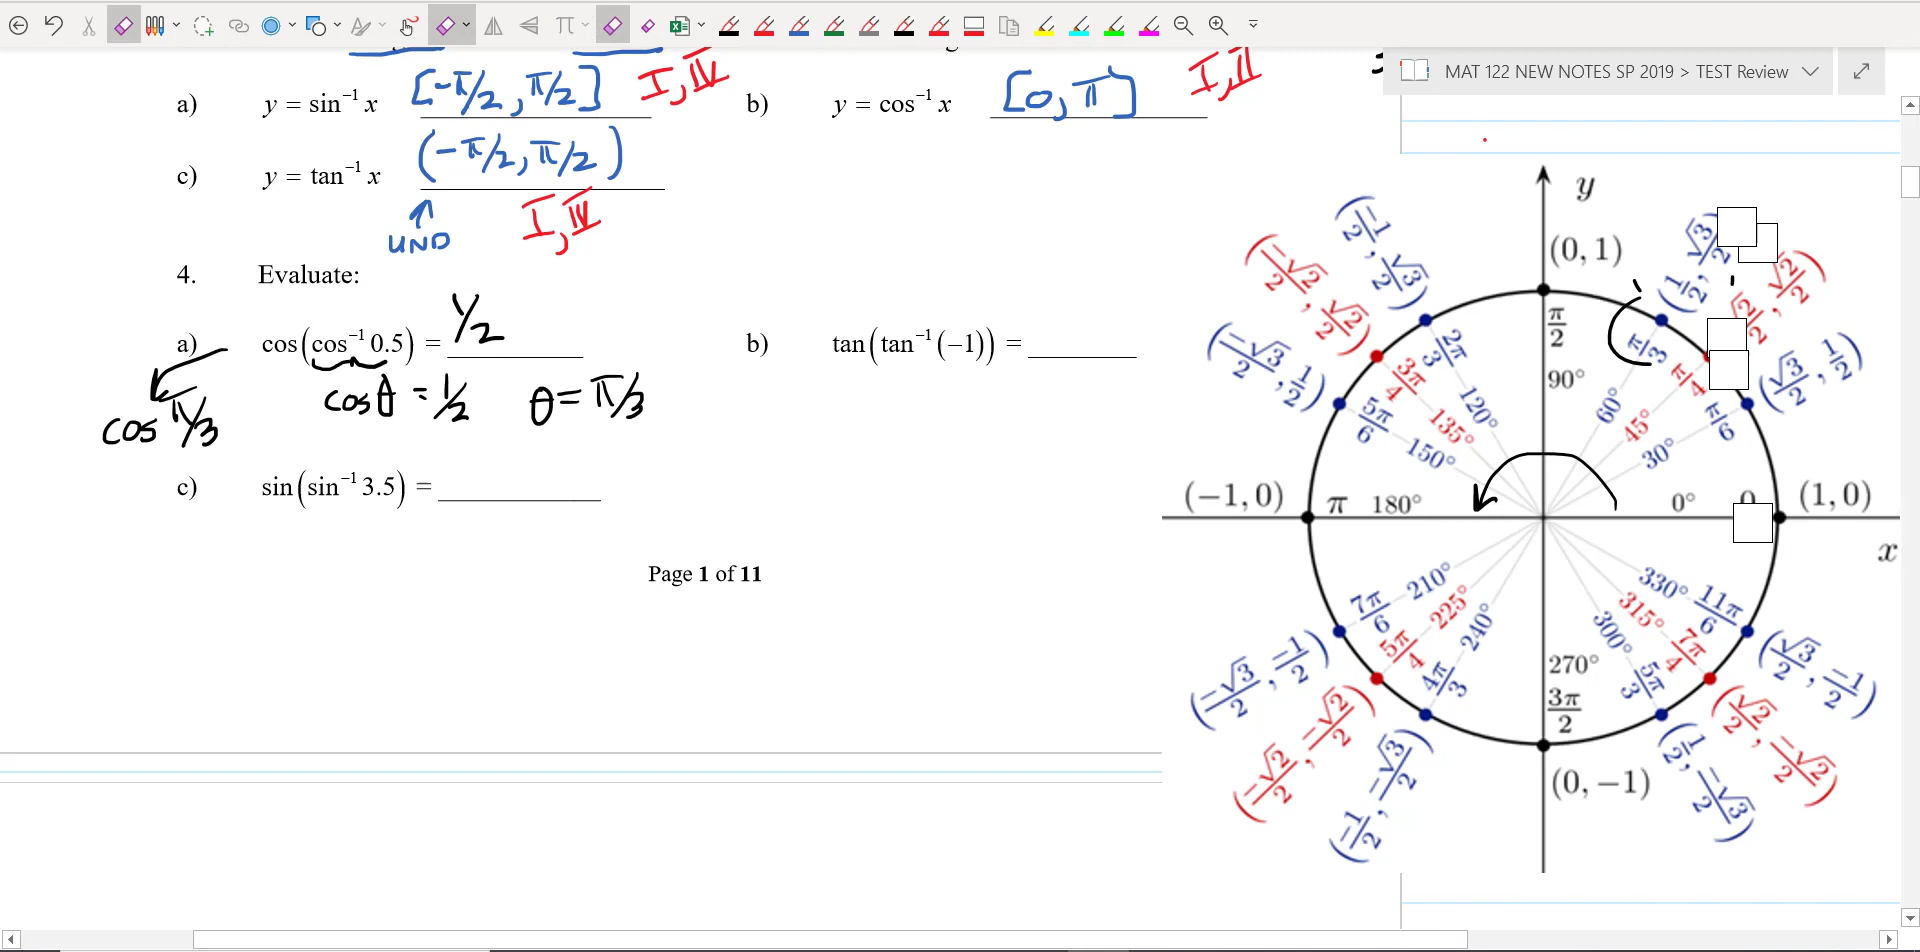 MAT 122 NEW NOTES SP 2019 > TEST Review
a) y = sin⁻¹ x [-π/2, π/2] I, IV b) y = cos⁻¹ x [0, π] I, II
c) y = tan⁻¹ x (-π/2, π/2)
UND I, IV
4. Evaluate:
a) cos(cos⁻¹ 0.5) = 1/2 b) tan(tan⁻¹(−1)) =
cos θ = 1/2 θ = π/3
cos π/3
c) sin(sin⁻¹ 3.5) =
Page 1 of 11
y
(0, 1)
(−1/2, √3/2) (1/2, √3/2)
(−√2/2, √2/2) √2/2, √2/2)
(−√3/2, 1/2) (√3/2, 1/2)
π/2
90°
2π/3 120° 60° π/3
3π/4 135° 45° π/4
5π/6 150° 30° π/6
(−1, 0) π 180° 0° 0 (1, 0)
x
7π/6 210° 330° 11π/6
5π/4 225° 315° 7π/4
4π/3 240° 300° 5π/3
270°
3π/2
(−√3/2, −1/2) (√3/2, −1/2)
(−√2/2, −√2/2) (√2/2, −√2/2)
(−1/2, −√3/2) (1/2, −√3/2)
(0, −1)